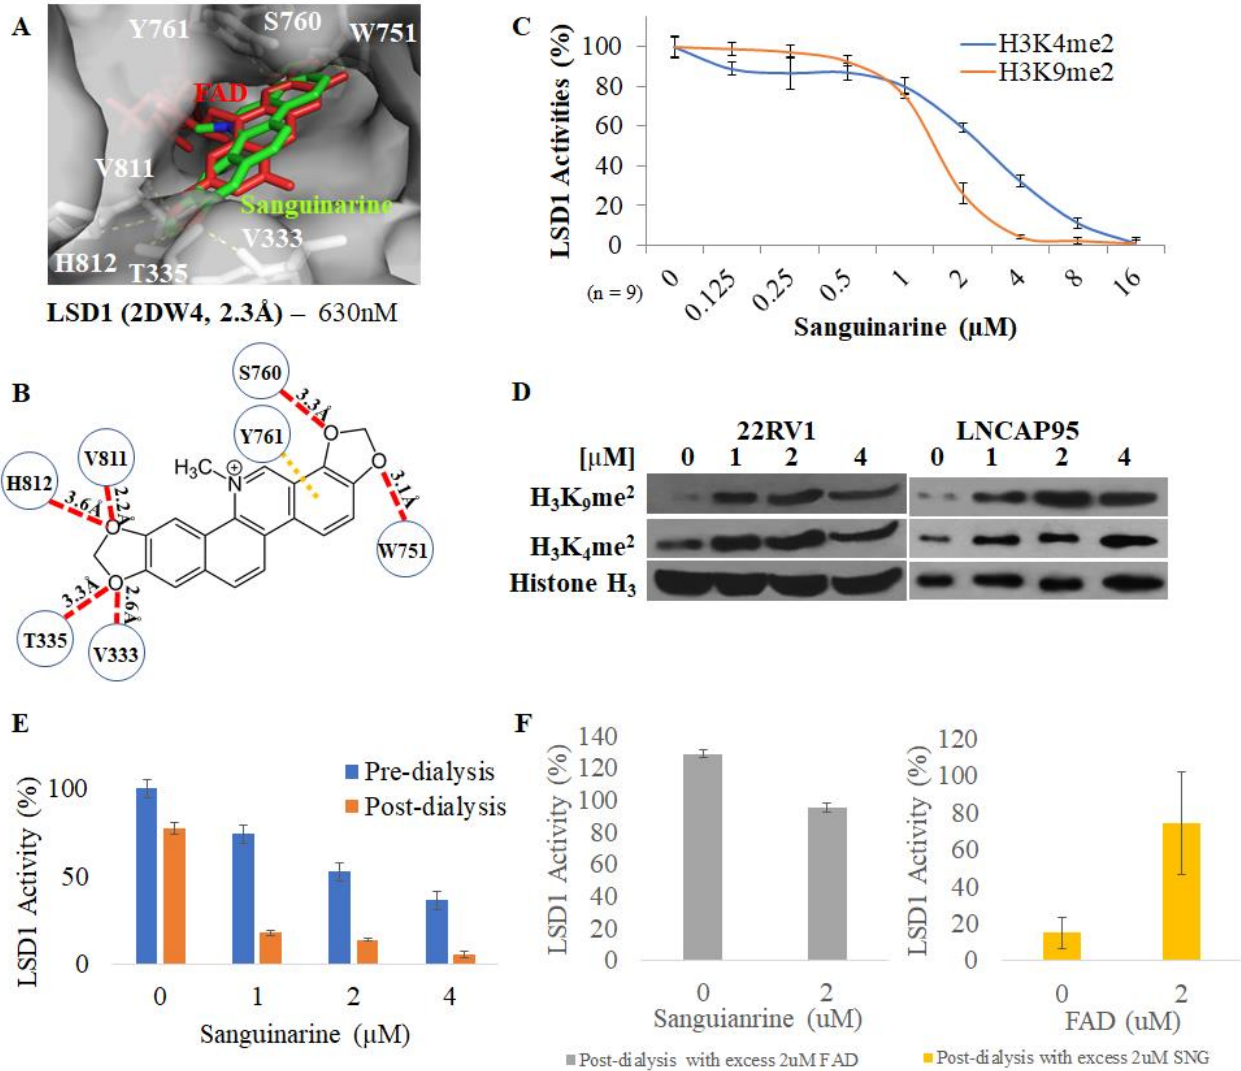 A
Y761
S760
W751
FAD
V811
Sanguinarine
V333
H812
T335
LSD1 (2DW4, 2.3Å) – 630nM
B
S760
3.3Å
Y761
V811
H812
H₃C
N
+
O
O
3.1Å
3.6Å
2.2Å
W751
O
O
3.3Å
2.6Å
T335
V333
C
LSD1 Activities (%)
100
80
60
40
20
0
H3K4me2
H3K9me2
(n = 9)
0 0.125 0.25 0.5 1 2 4 8 16
Sanguinarine (µM)
D
22RV1 LNCAP95
[µM] 0 1 2 4 0 1 2 4
H₃K₉me²
H₃K₄me²
Histone H₃
E
LSD1 Activity (%)
100
50
0
Pre-dialysis
Post-dialysis
0 1 2 4
Sanguinarine (µM)
F
LSD1 Activity (%)
140
120
100
80
60
40
20
0
0 2
Sanguianrine (uM)
Post-dialysis with excess 2uM FAD
LSD1 Activity (%)
120
100
80
60
40
20
0
0 2
FAD (uM)
Post-dialysis with excess 2uM SNG